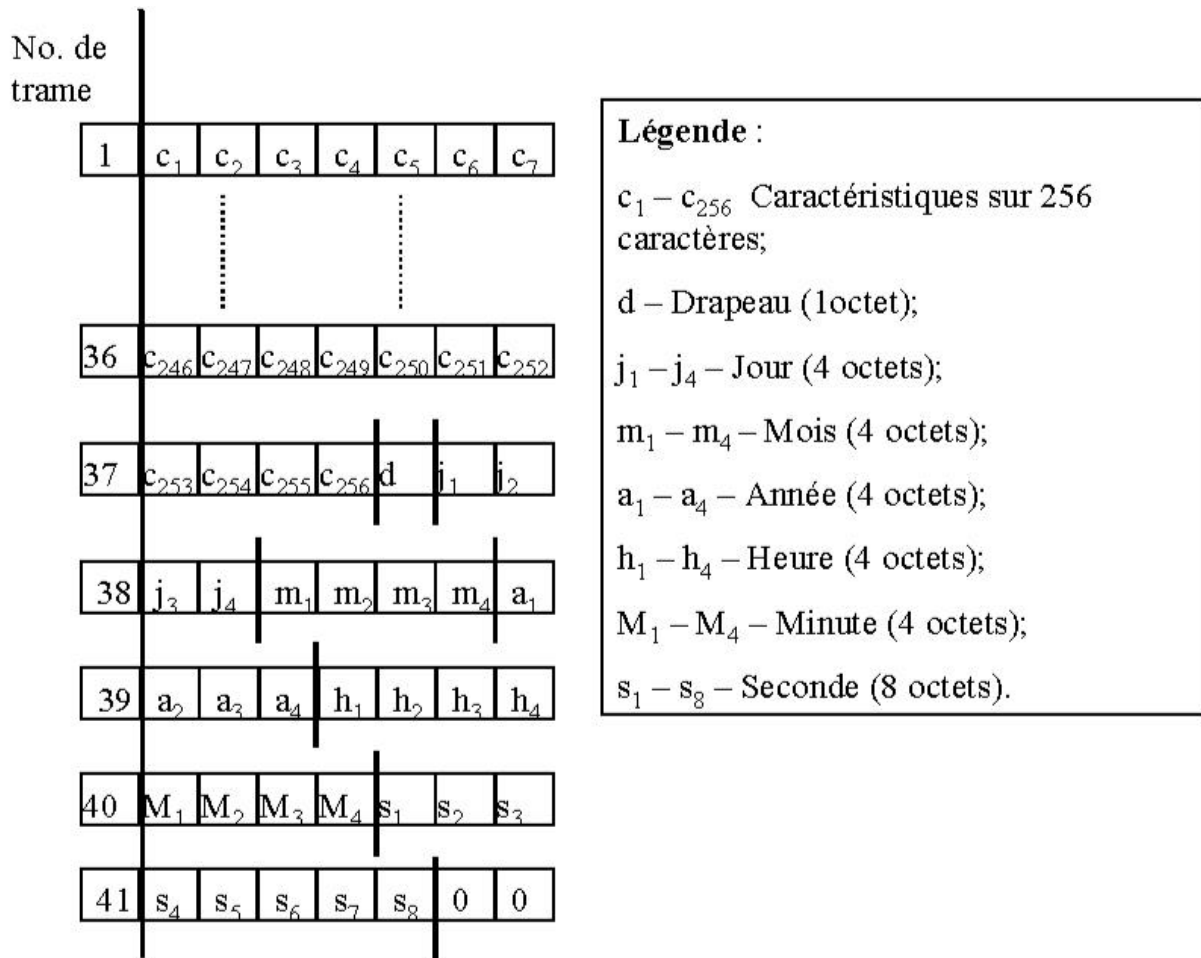 No. de
trame
1 c₁ c₂ c₃ c₄ c₅ c₆ c₇
36 c₂₄₆ c₂₄₇ c₂₄₈ c₂₄₉ c₂₅₀ c₂₅₁ c₂₅₂
37 c₂₅₃ c₂₅₄ c₂₅₅ c₂₅₆ d j₁ j₂
38 j₃ j₄ m₁ m₂ m₃ m₄ a₁
39 a₂ a₃ a₄ h₁ h₂ h₃ h₄
40 M₁ M₂ M₃ M₄ s₁ s₂ s₃
41 s₄ s₅ s₆ s₇ s₈ 0 0
Légende :
c₁ – c₂₅₆ Caractéristiques sur 256
caractères;
d – Drapeau (1octet);
j₁ – j₄ – Jour (4 octets);
m₁ – m₄ – Mois (4 octets);
a₁ – a₄ – Année (4 octets);
h₁ – h₄ – Heure (4 octets);
M₁ – M₄ – Minute (4 octets);
s₁ – s₈ – Seconde (8 octets).